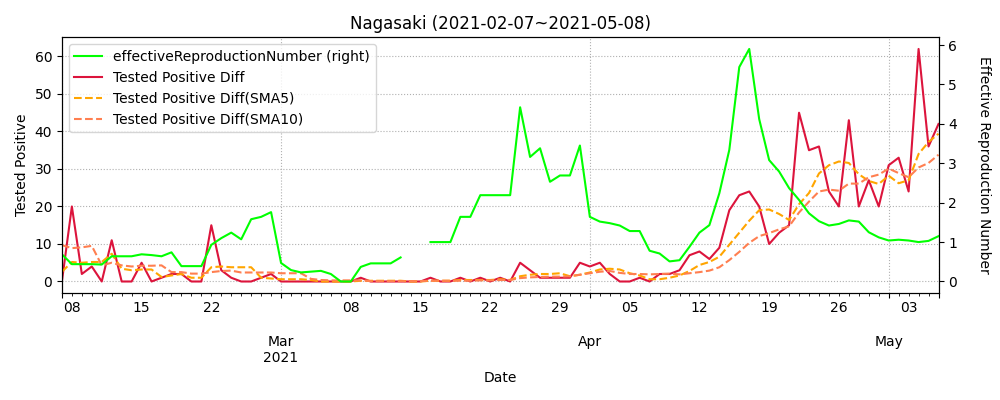 Nagasaki (2021-02-07~2021-05-08)
effectiveReproductionNumber (right)
Tested Positive Diff
Tested Positive Diff(SMA5)
Tested Positive Diff(SMA10)
Tested Positive
60
50
40
30
20
10
0
6
5
4
3
2
1
0
Effective Reproduction Number
08 15 22 08 15 22 29 05 12 19 26 03
Mar Apr May
2021
Date